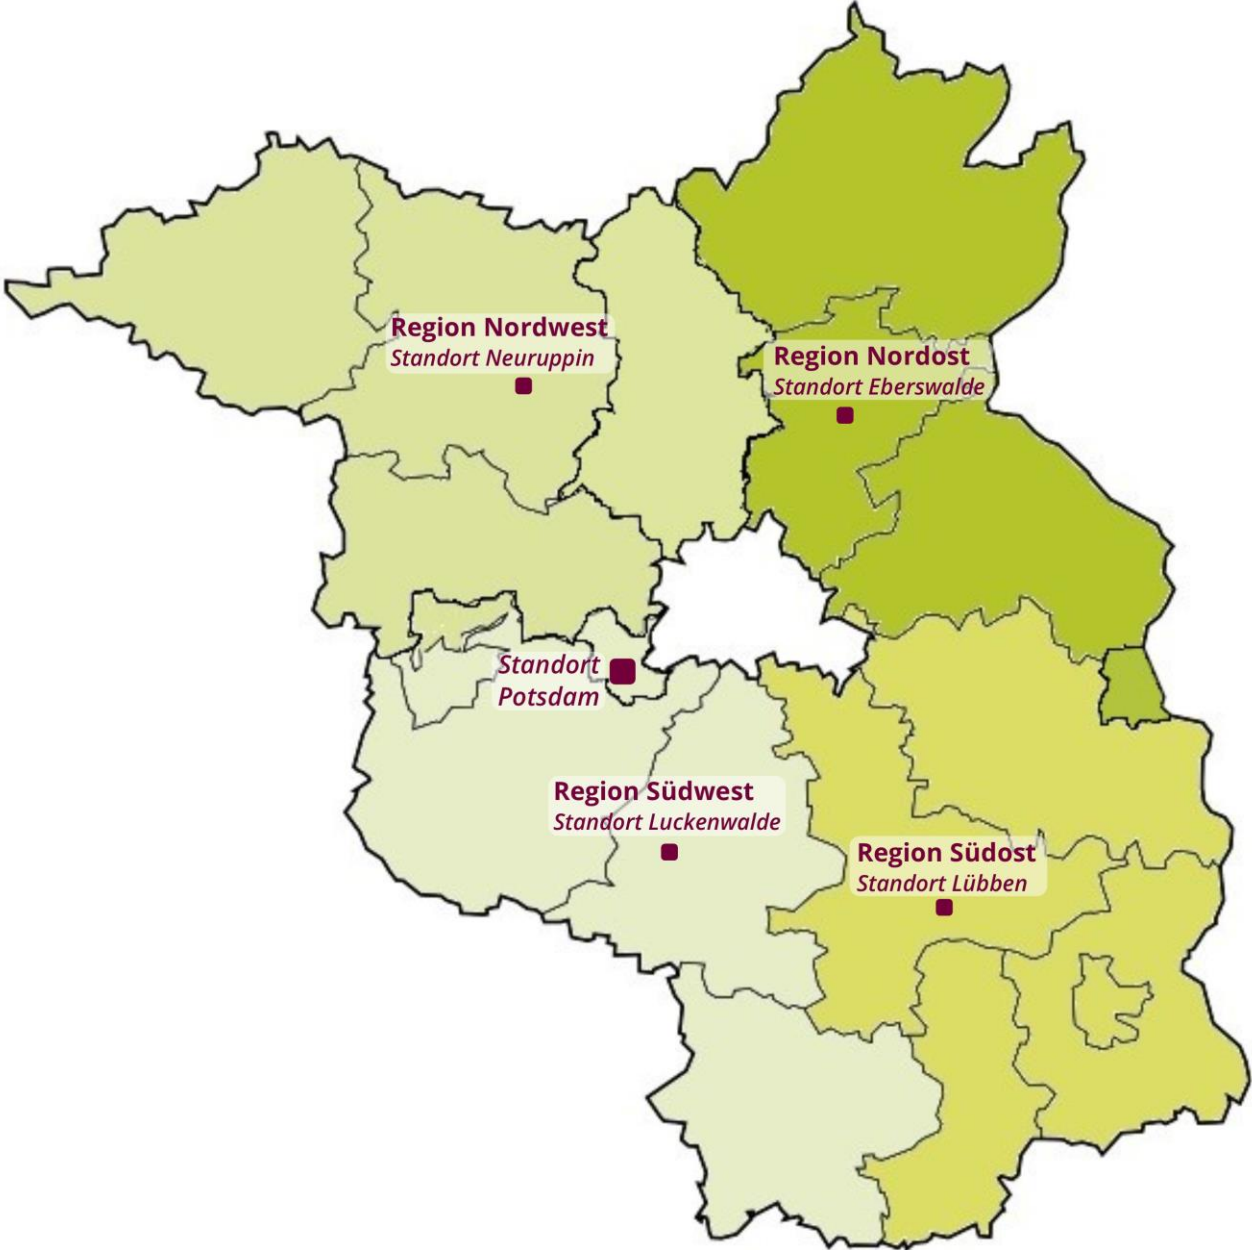 Region Nordwest
Standort Neuruppin
Region Nordost
Standort Eberswalde
Standort
Potsdam
Region Südwest
Standort Luckenwalde
Region Südost
Standort Lübben